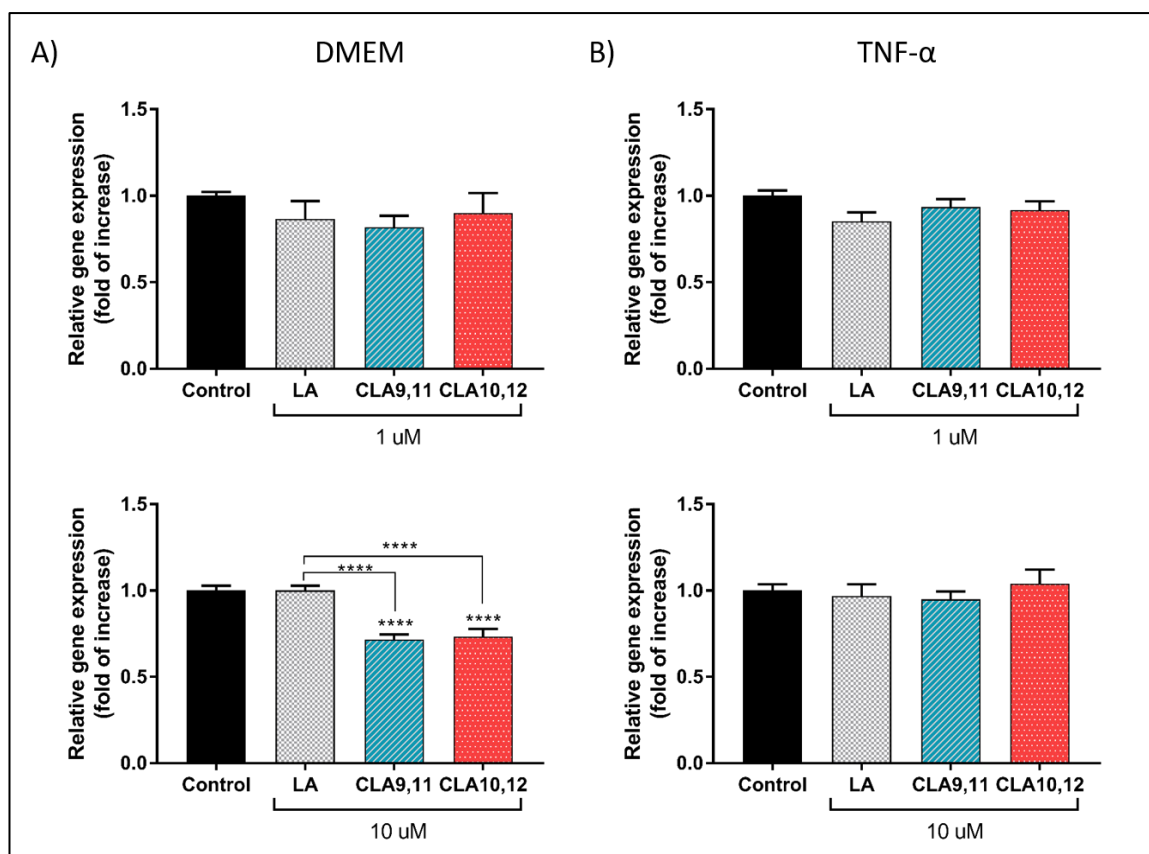 A) DMEM
B) TNF-α
Relative gene expression
(fold of increase)
1.5
1.0
0.5
0.0
Control LA CLA9,11 CLA10,12
1 uM
Relative gene expression
(fold of increase)
1.5
1.0
0.5
0.0
Control LA CLA9,11 CLA10,12
1 uM
Relative gene expression
(fold of increase)
1.5
1.0
0.5
0.0
****
****
****
****
Control LA CLA9,11 CLA10,12
10 uM
Relative gene expression
(fold of increase)
1.5
1.0
0.5
0.0
Control LA CLA9,11 CLA10,12
10 uM